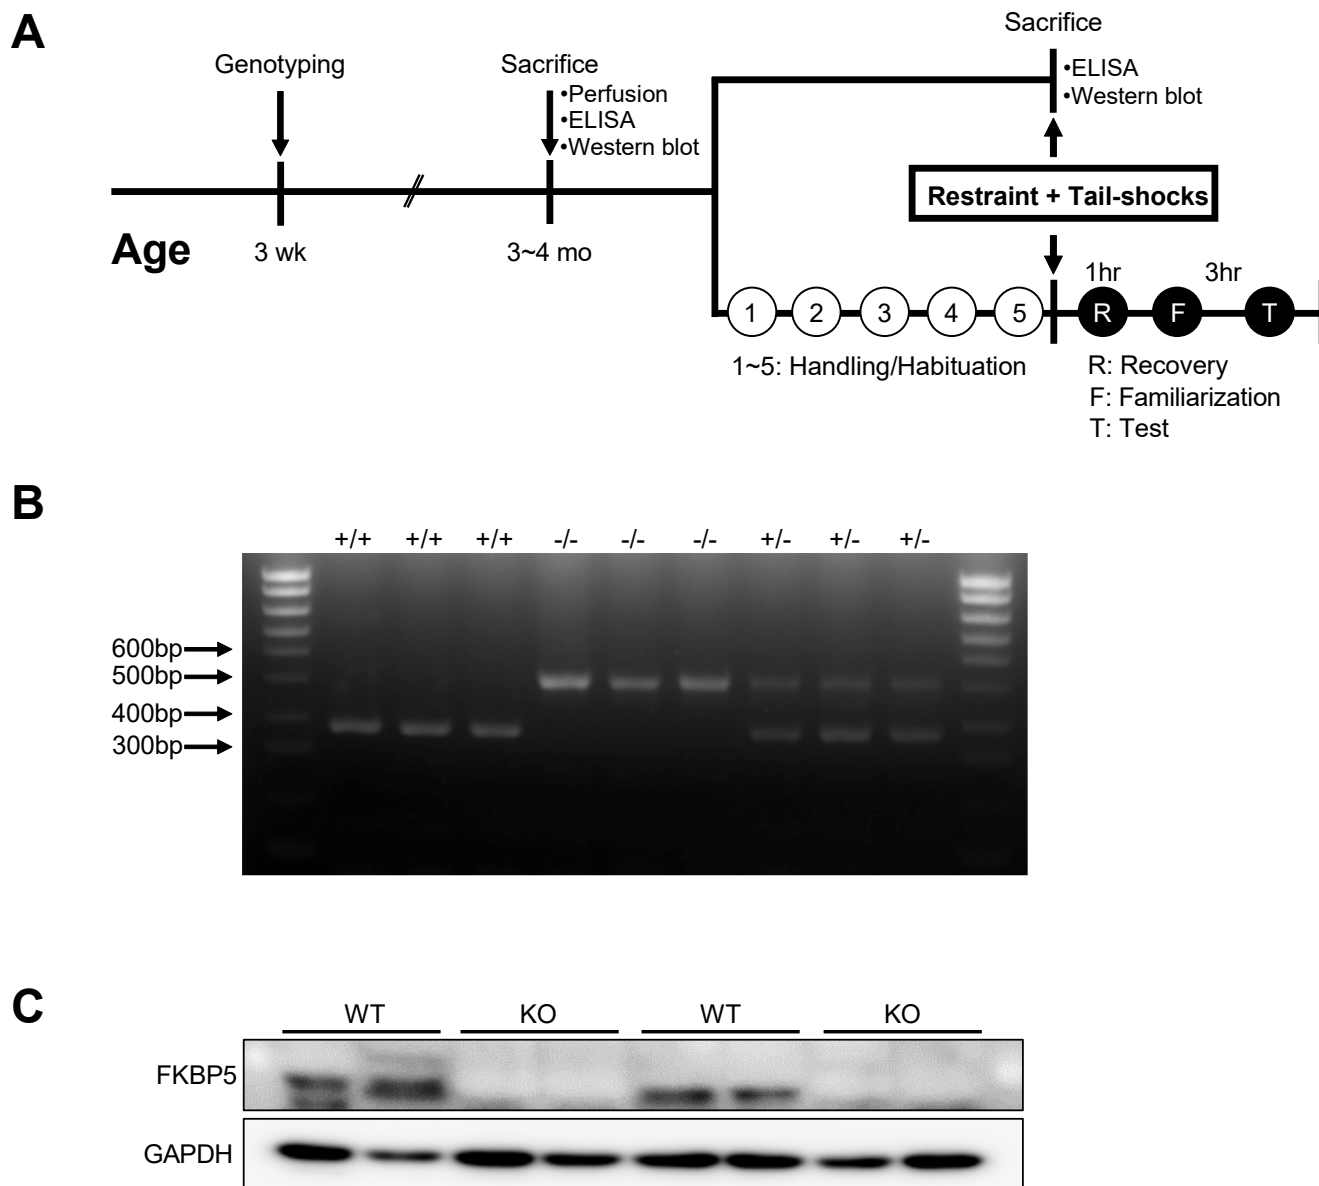 A
Genotyping
Sacrifice
•Perfusion
•ELISA
•Western blot
Sacrifice
•ELISA
•Western blot
Restraint + Tail-shocks
Age
3 wk
3~4 mo
1hr
3hr
1 2 3 4 5 R F T
1~5: Handling/Habituation
R: Recovery
F: Familiarization
T: Test
B
+/+ +/+ +/+ -/- -/- -/- +/- +/- +/-
600bp
500bp
400bp
300bp
C
WT KO WT KO
FKBP5
GAPDH